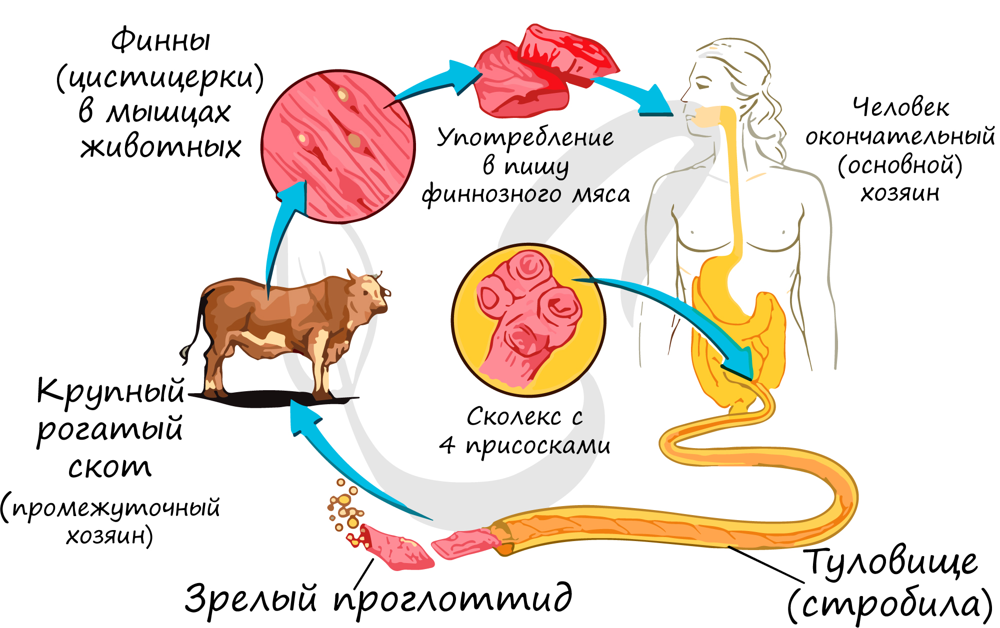 Финны
(цистицерки)
в мышцах
животных
Употребление
в пишу
финнозного мяса
Человек
окончательный
(основной)
хозяин
Сколекс с
4 присосками
Крупный
рогатый
скот
(промежуточный
хозяин)
Зрелый проглоттид
Туловище
(стробила)